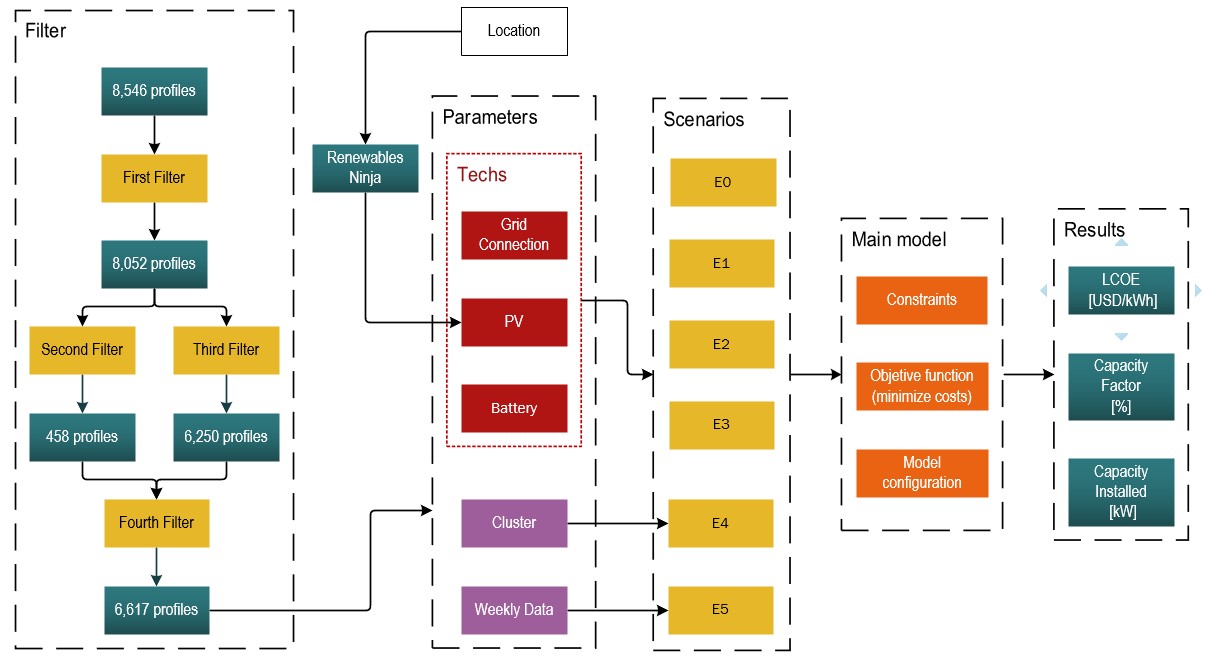 Filter
8,546 profiles
First Filter
8,052 profiles
Second Filter
Third Filter
458 profiles
6,250 profiles
Fourth Filter
6,617 profiles
Location
Renewables
Ninja
Parameters
Techs
Grid
Connection
PV
Battery
Cluster
Weekly Data
Scenarios
E0
E1
E2
E3
E4
E5
Main model
Constraints
Objetive function
(minimize costs)
Model
configuration
Results
LCOE
[USD/kWh]
Capacity
Factor
[%]
Capacity
Installed
[kW]